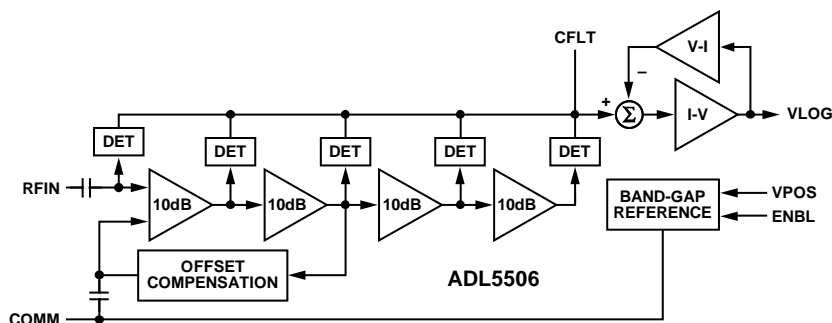 CFLT
V-I
–
+
Σ
I-V
VLOG
DET
DET
DET
DET
DET
RFIN
10dB
10dB
10dB
10dB
BAND-GAP
REFERENCE
VPOS
ENBL
OFFSET
COMPENSATION
ADL5506
COMM